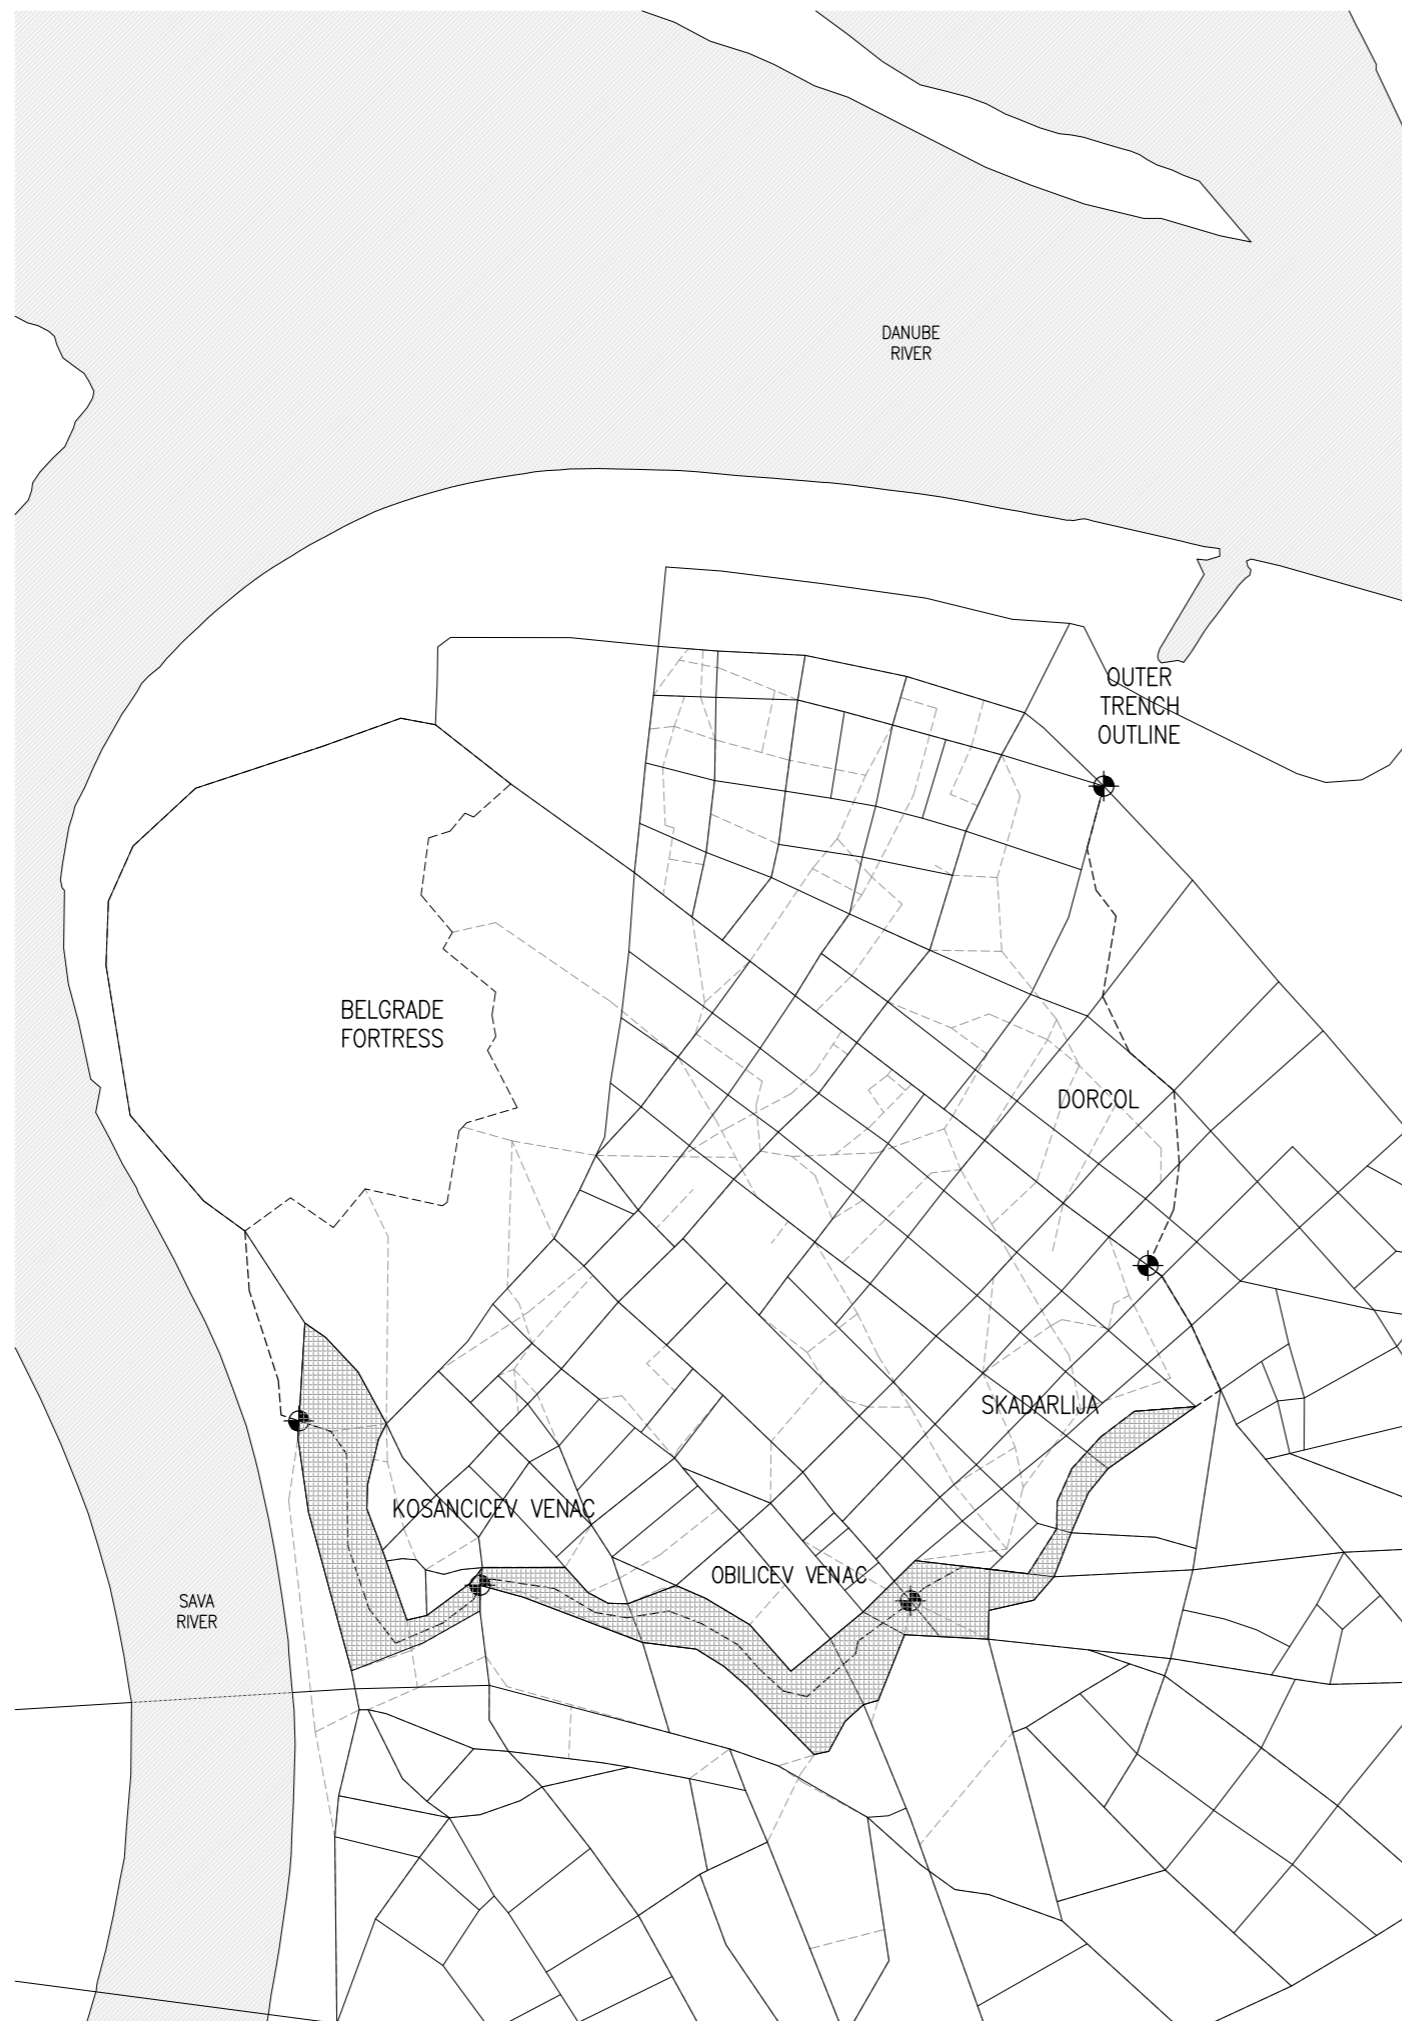 DANUBE
RIVER
OUTER
TRENCH
OUTLINE
BELGRADE
FORTRESS
DORCOL
SKADARLIJA
KOSANCICEV VENAC
OBILICEV VENAC
SAVA
RIVER